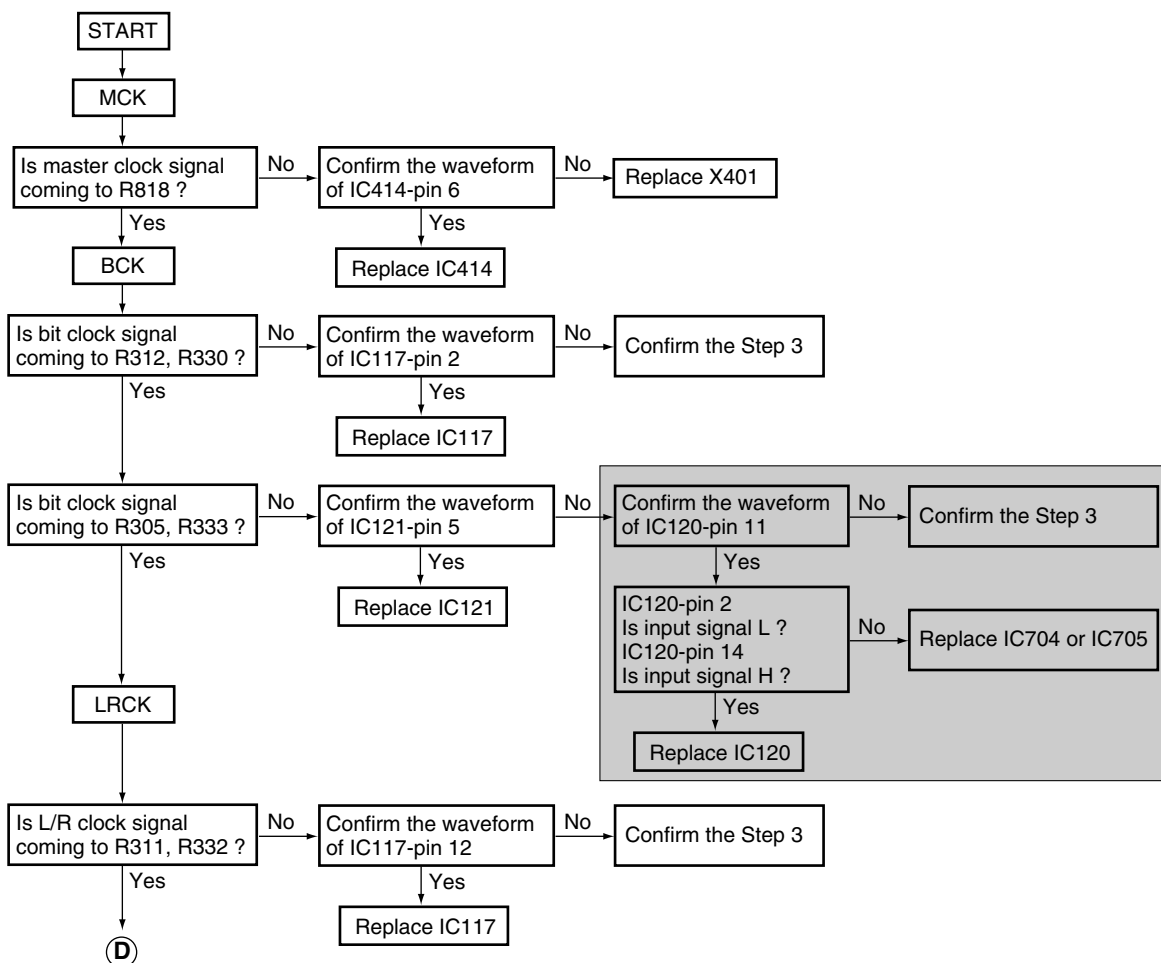 START
MCK
Is master clock signal
coming to R818 ?
No
Confirm the waveform
of IC414-pin 6
No
Replace X401
Yes
Yes
BCK
Replace IC414
Is bit clock signal
coming to R312, R330 ?
No
Confirm the waveform
of IC117-pin 2
No
Confirm the Step 3
Yes
Yes
Replace IC117
Is bit clock signal
coming to R305, R333 ?
No
Confirm the waveform
of IC121-pin 5
No
Confirm the waveform
of IC120-pin 11
No
Confirm the Step 3
Yes
Yes
Yes
Replace IC121
IC120-pin 2
Is input signal L ?
IC120-pin 14
Is input signal H ?
No
Replace IC704 or IC705
LRCK
Yes
Replace IC120
Is L/R clock signal
coming to R311, R332 ?
No
Confirm the waveform
of IC117-pin 12
No
Confirm the Step 3
Yes
Yes
Replace IC117
D